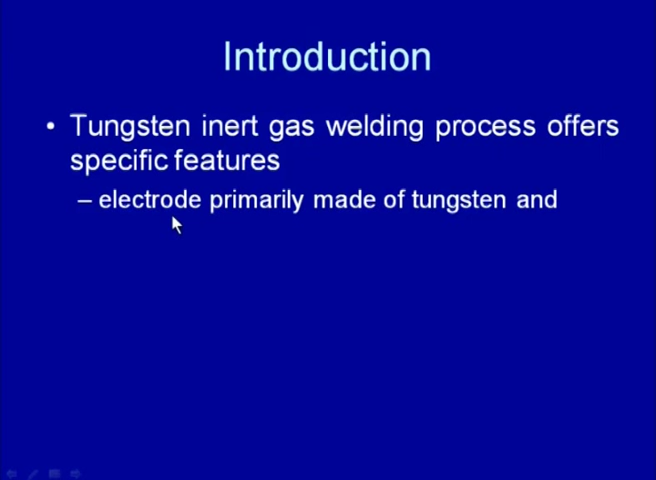 Introduction
• Tungsten inert gas welding process offers
specific features
– electrode primarily made of tungsten and